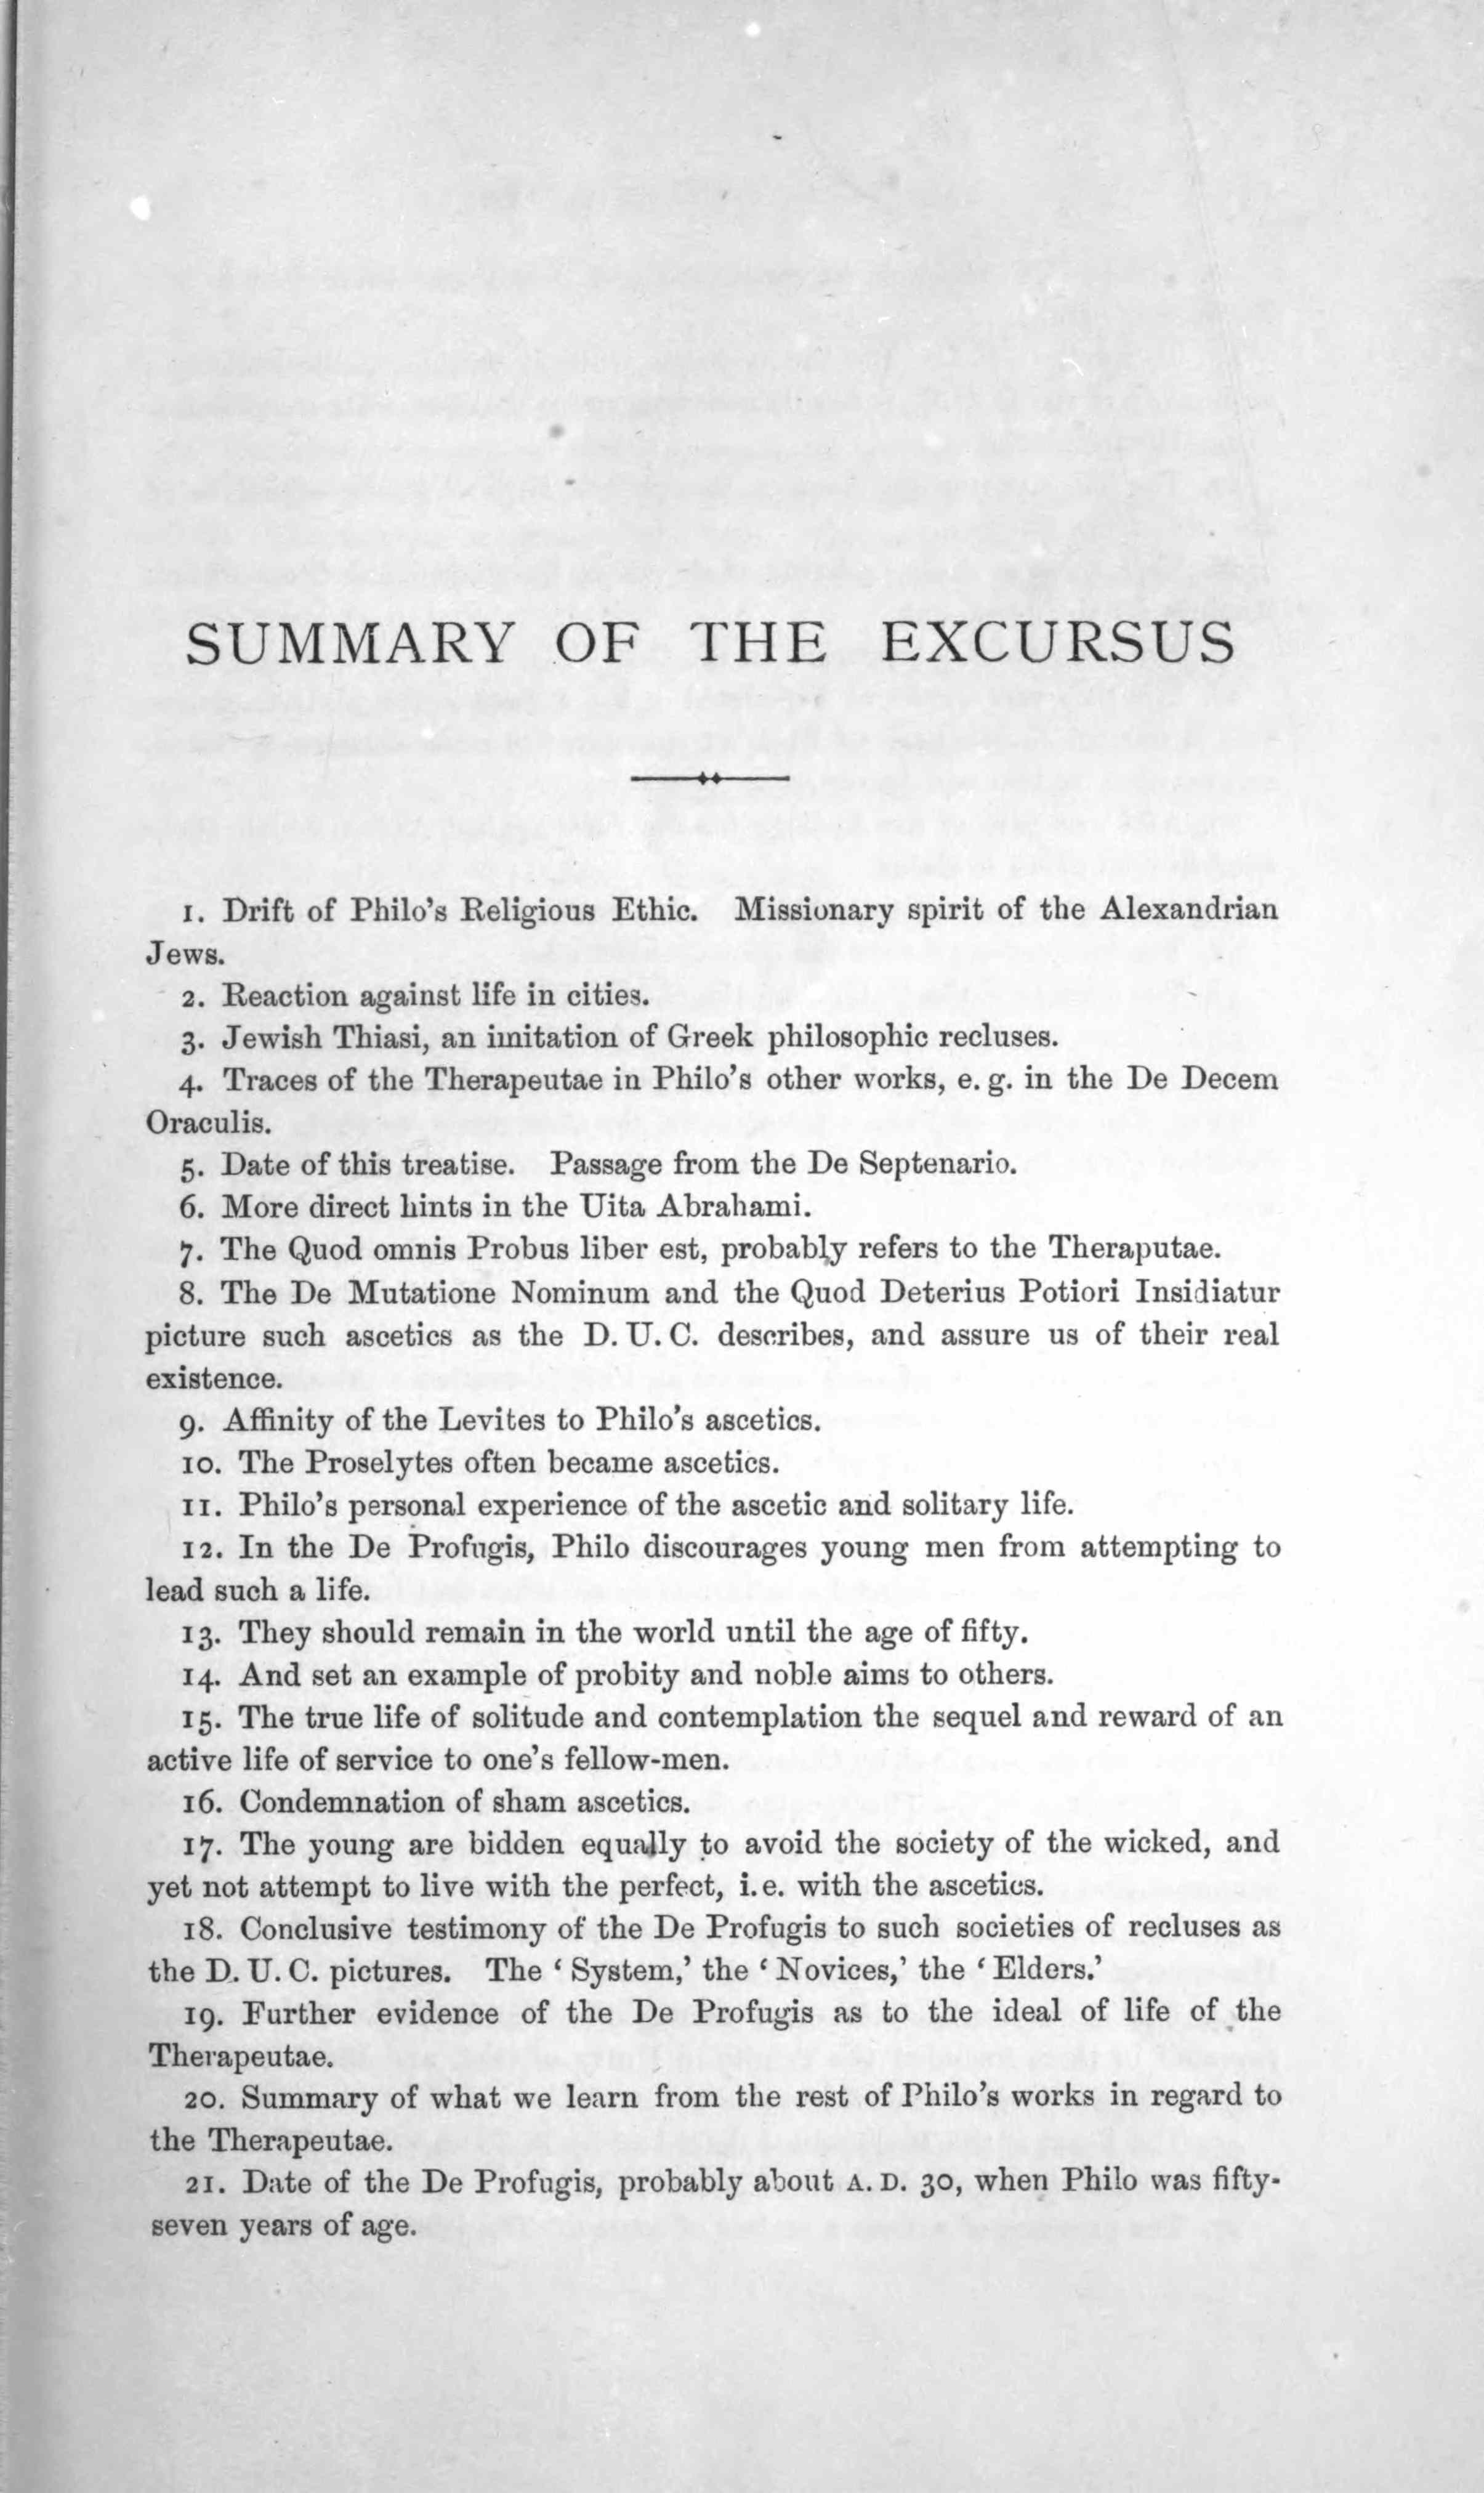 SUMMARY OF THE EXCURSUS
1. Drift of Philo's Religious Ethic. Missionary spirit of the Alexandrian
Jews.
2. Reaction against life in cities.
3. Jewish Thiasi, an imitation of Greek philosophic recluses.
4. Traces of the Therapeutae in Philo's other works, e. g. in the De Decem
Oraculis.
5. Date of this treatise. Passage from the De Septenario.
6. More direct hints in the Uita Abrahami.
7. The Quod omnis Probus liber est, probably refers to the Theraputae.
8. The De Mutatione Nominum and the Quod Deterius Potiori Insidiatur
picture such ascetics as the D. U. C. describes, and assure us of their real
existence.
9. Affinity of the Levites to Philo's ascetics.
10. The Proselytes often became ascetics.
11. Philo's personal experience of the ascetic and solitary life.
12. In the De Profugis, Philo discourages young men from attempting to
lead such a life.
13. They should remain in the world until the age of fifty.
14. And set an example of probity and noble aims to others.
15. The true life of solitude and contemplation the sequel and reward of an
active life of service to one's fellow-men.
16. Condemnation of sham ascetics.
17. The young are bidden equally to avoid the society of the wicked, and
yet not attempt to live with the perfect, i. e. with the ascetics.
18. Conclusive testimony of the De Profugis to such societies of recluses as
the D. U. C. pictures. The 'System,' the 'Novices,' the 'Elders.'
19. Further evidence of the De Profugis as to the ideal of life of the
Therapeutae.
20. Summary of what we learn from the rest of Philo's works in regard to
the Therapeutae.
21. Date of the De Profugis, probably about A. D. 30, when Philo was fifty-
seven years of age.